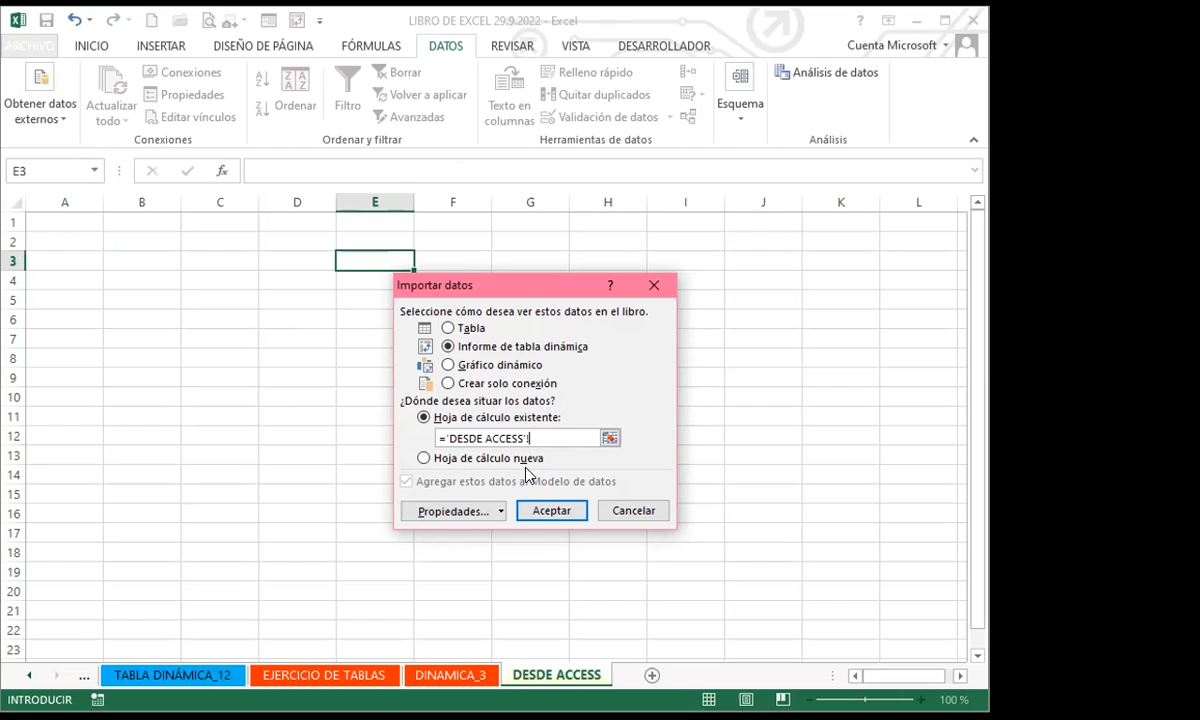 LIBRO DE EXCEL 29.9.2022 - Excel
ARCHIVO INICIO INSERTAR DISEÑO DE PÁGINA FÓRMULAS DATOS REVISAR VISTA DESARROLLADOR Cuenta Microsoft
Obtener datos externos
Actualizar todo
Conexiones
Propiedades
Editar vínculos
Conexiones
Ordenar
Filtro
Borrar
Volver a aplicar
Avanzadas
Ordenar y filtrar
Texto en columnas
Relleno rápido
Quitar duplicados
Validación de datos
Herramientas de datos
Esquema
Análisis de datos
Análisis
E3
fx
A B C D E F G H I J K L
1
2
3
4
5
6
7
8
9
10
11
12
13
14
15
16
17
18
19
20
21
22
23
Importar datos ?
Seleccione cómo desea ver estos datos en el libro.
Tabla
Informe de tabla dinámica
Gráfico dinámico
Crear solo conexión
¿Dónde desea situar los datos?
Hoja de cálculo existente:
='DESDE ACCESS'!
Hoja de cálculo nueva
Agregar estos datos al Modelo de datos
Propiedades... Aceptar Cancelar
... TABLA DINÁMICA_12 EJERCICIO DE TABLAS DINAMICA_3 DESDE ACCESS
INTRODUCIR 100 %